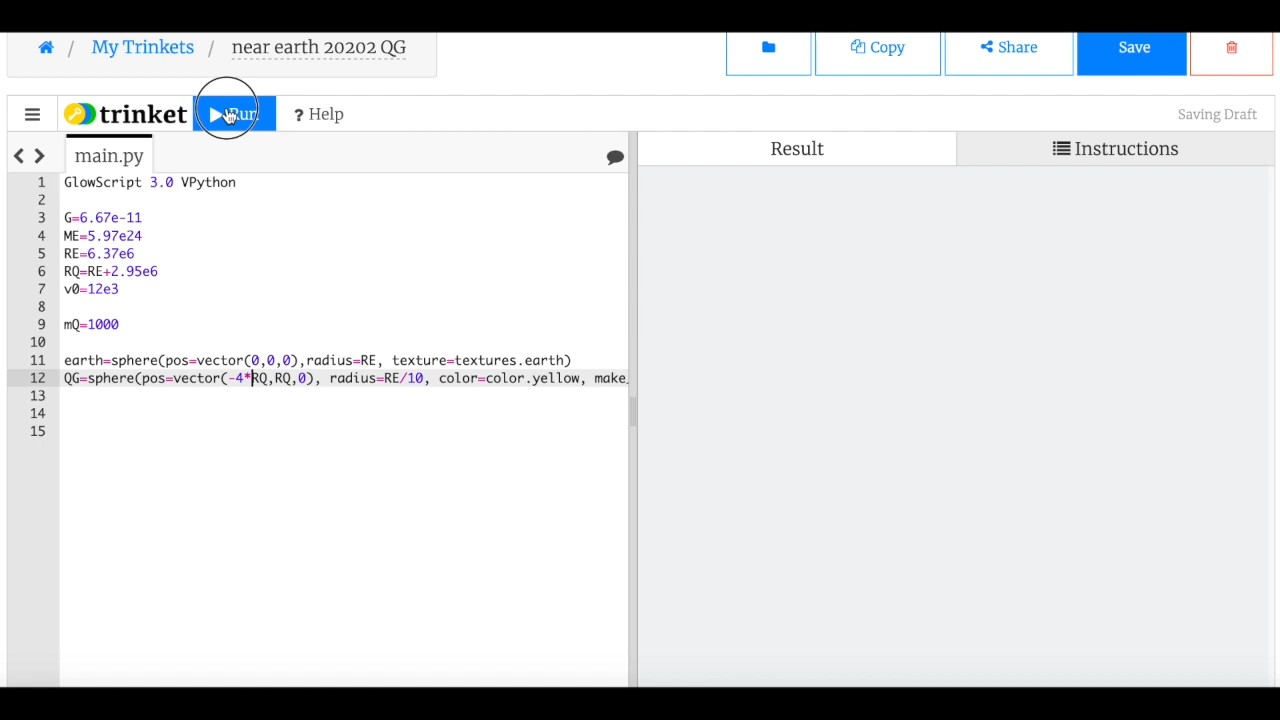 / My Trinkets / near earth 20202 QG
Copy Share Save
trinket Run ? Help Saving Draft
main.py Result Instructions
1 GlowScript 3.0 VPython
2
3 G=6.67e-11
4 ME=5.97e24
5 RE=6.37e6
6 RQ=RE+2.95e6
7 v0=12e3
8
9 mQ=1000
10
11 earth=sphere(pos=vector(0,0,0),radius=RE, texture=textures.earth)
12 QG=sphere(pos=vector(-4*RQ,RQ,0), radius=RE/10, color=color.yellow, make_
13
14
15